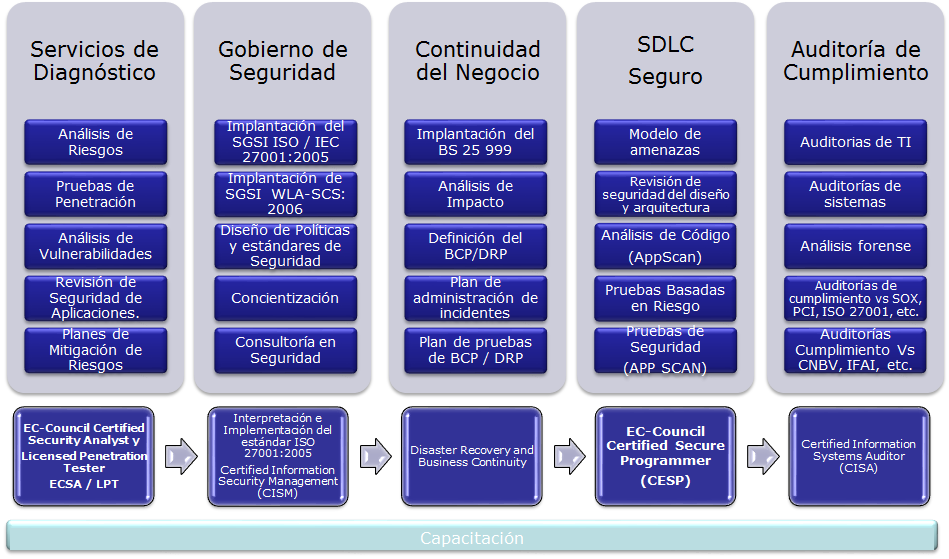 Servicios de
Diagnóstico
Análisis de
Riesgos
Pruebas de
Penetración
Análisis de
Vulnerabilidades
Revisión de
Seguridad de
Aplicaciones.
Planes de
Mitigación de
Riesgos
Gobierno de
Seguridad
Implantación del
SGSI ISO / IEC
27001:2005
Implantación de
SGSI WLA-SCS:
2006
Diseño de Políticas
y estándares de
Seguridad
Concientización
Consultoría en
Seguridad
Continuidad
del Negocio
Implantación del
BS 25 999
Análisis de
Impacto
Definición del
BCP/DRP
Plan de
administración de
incidentes
Plan de pruebas
de BCP / DRP
SDLC
Seguro
Modelo de
amenazas
Revisión de
seguridad del diseño
y arquitectura
Análisis de Código
(AppScan)
Pruebas Basadas
en Riesgo
Pruebas de
Seguridad
(APP SCAN)
Auditoría de
Cumplimiento
Auditorias de TI
Auditorías de
sistemas
Análisis forense
Auditorías de
cumplimiento vs SOX,
PCI, ISO 27001, etc.
Auditorías
Cumplimiento Vs
CNBV, IFAI, etc.
EC-Council Certified
Security Analyst y
Licensed Penetration
Tester
ECSA / LPT
Interpretación e
Implementación del
estándar ISO
27001:2005
Certified Information
Security Management
(CISM)
Disaster Recovery and
Business Continuity
EC-Council
Certified Secure
Programmer
(CESP)
Certified Information
Systems Auditor
(CISA)
Capacitación